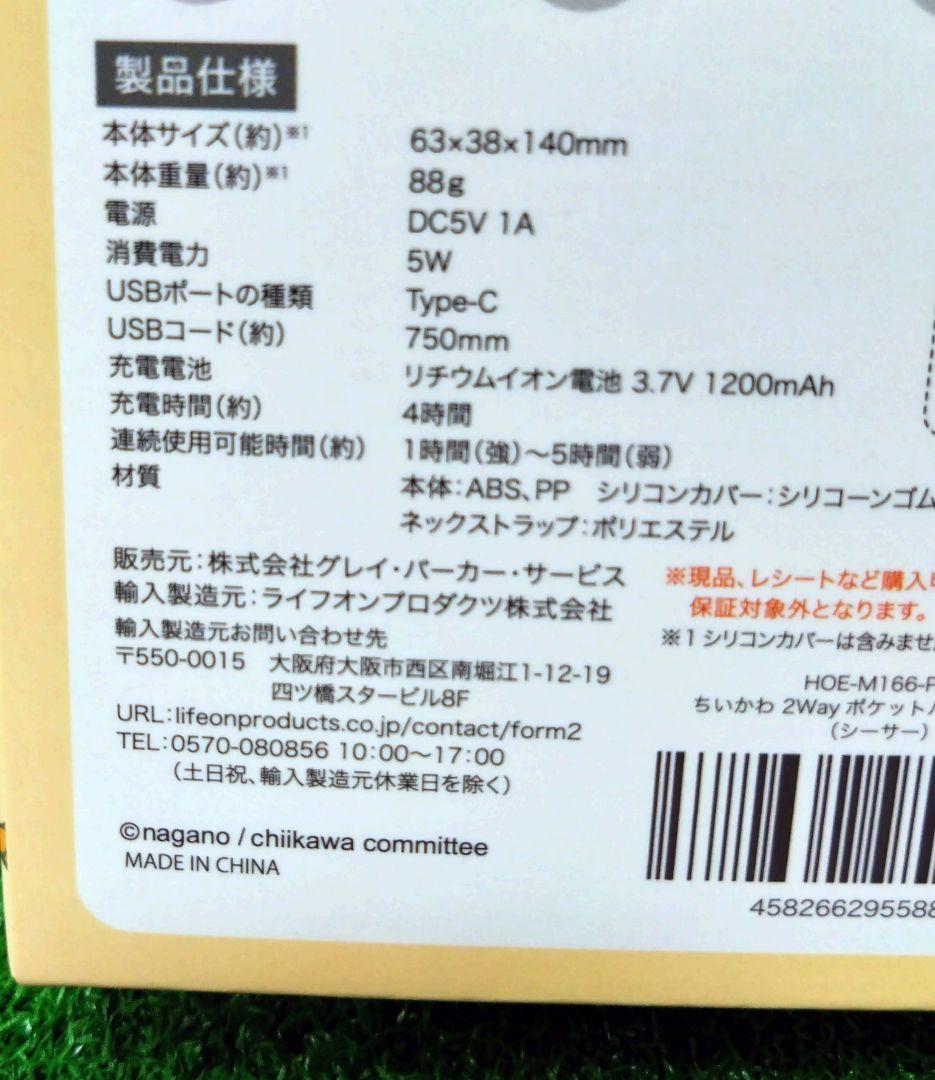 製品仕様
本体サイズ(約)※1 63×38×140mm
本体重量(約)※1 88g
電源 DC5V 1A
消費電力 5W
USBポートの種類 Type-C
USBコード(約) 750mm
充電電池 リチウムイオン電池 3.7V 1200mAh
充電時間(約) 4時間
連続使用可能時間(約) 1時間(強)~5時間(弱)
材質 本体:ABS、PP シリコンカバー:シリコーンゴム
ネックストラップ:ポリエステル
販売元:株式会社グレイ・パーカー・サービス
輸入製造元:ライフオンプロダクツ株式会社
輸入製造元お問い合わせ先
〒550-0015 大阪府大阪市西区南堀江1-12-19
四ツ橋スタービル8F
URL:lifeonproducts.co.jp/contact/form2
TEL:0570-080856 10:00~17:00
(土日祝、輸入製造元休業日を除く)
©nagano / chiikawa committee
MADE IN CHINA
※現品、レシートなど購入
保証対象外となります。
※1 シリコンカバーは含みませ
HOE-M166-P
ちいかわ 2Way ポケット
(シーサー)
458266295588